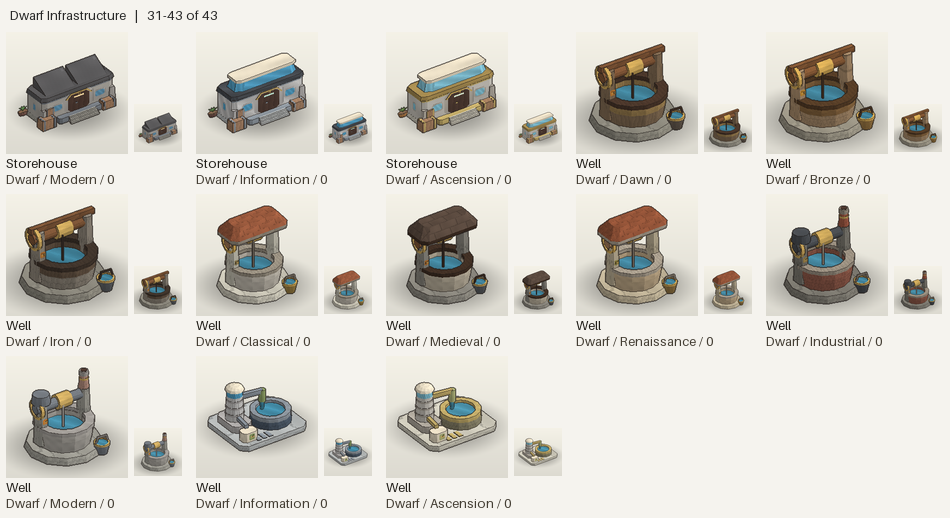 Dwarf Infrastructure | 31-43 of 43
Storehouse
Dwarf / Modern / 0
Storehouse
Dwarf / Information / 0
Storehouse
Dwarf / Ascension / 0
Well
Dwarf / Dawn / 0
Well
Dwarf / Bronze / 0
Well
Dwarf / Iron / 0
Well
Dwarf / Classical / 0
Well
Dwarf / Medieval / 0
Well
Dwarf / Renaissance / 0
Well
Dwarf / Industrial / 0
Well
Dwarf / Modern / 0
Well
Dwarf / Information / 0
Well
Dwarf / Ascension / 0